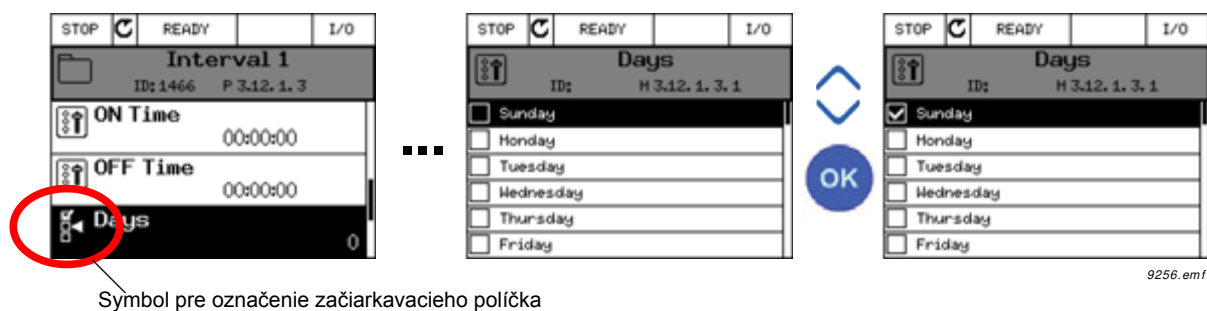 STOP READY I/O
Interval 1
ID:1466 P 3.12.1.3
ON Time
00:00:00
OFF Time
00:00:00
Days
0
STOP READY I/O
Days
ID: M 3.12.1.3.1
Sunday
Monday
Tuesday
Wednesday
Thursday
Friday
OK
STOP READY I/O
Days
ID: M 3.12.1.3.1
Sunday
Monday
Tuesday
Wednesday
Thursday
Friday
9256.emf
Symbol pre označenie začiarkavacieho políčka